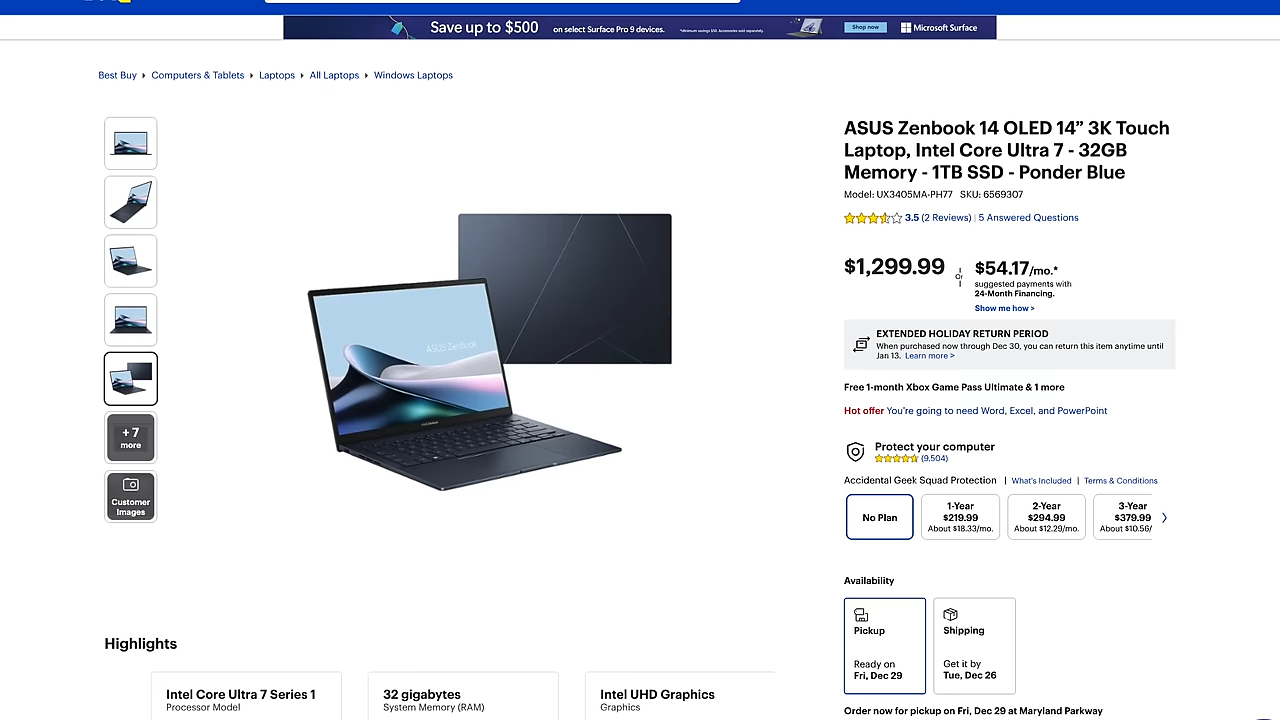 Save up to $500
on select Surface Pro 9 devices.
Shop now
Microsoft Surface
Best Buy
Computers & Tablets
Laptops
All Laptops
Windows Laptops
ASUS Zenbook 14 OLED 14” 3K Touch
Laptop, Intel Core Ultra 7 - 32GB
Memory - 1TB SSD - Ponder Blue
Model: UX3405MA-PH77 SKU: 6569307
3.5 (2 Reviews) | 5 Answered Questions
$1,299.99
Or
$54.17/mo.*
suggested payments with
24-Month Financing.
Show me how >
EXTENDED HOLIDAY RETURN PERIOD
When purchased now through Dec 30, you can return this item anytime until
Jan 13. Learn more >
Free 1-month Xbox Game Pass Ultimate & 1 more
Hot offer You're going to need Word, Excel, and PowerPoint
Protect your computer
(9,504)
Accidental Geek Squad Protection | What's Included | Terms & Conditions
No Plan
1-Year
$219.99
About $18.33/mo.
2-Year
$294.99
About $12.29/mo.
3-Year
$379.99
About $10.56/
Availability
Pickup
Ready on
Fri, Dec 29
Shipping
Get it by
Tue, Dec 26
Order now for pickup on Fri, Dec 29 at Maryland Parkway
ASUS Zenbook
+ 7
more
Customer
Images
Highlights
Intel Core Ultra 7 Series 1
Processor Model
32 gigabytes
System Memory (RAM)
Intel UHD Graphics
Graphics